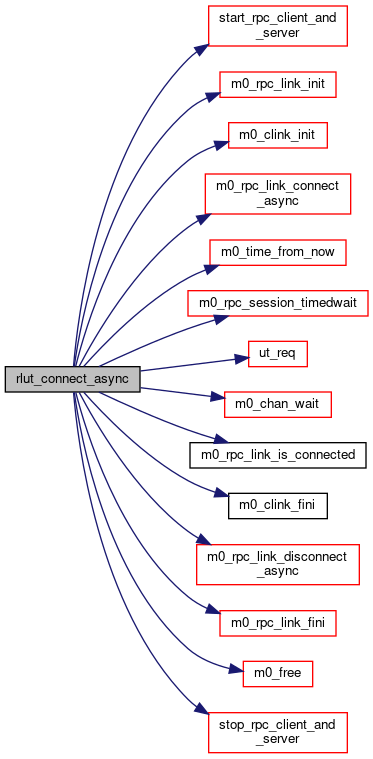 start_rpc_client_and
_server
m0_rpc_link_init
m0_clink_init
m0_rpc_link_connect
_async
m0_time_from_now
m0_rpc_session_timedwait
ut_req
rlut_connect_async
m0_chan_wait
m0_rpc_link_is_connected
m0_clink_fini
m0_rpc_link_disconnect
_async
m0_rpc_link_fini
m0_free
stop_rpc_client_and
_server